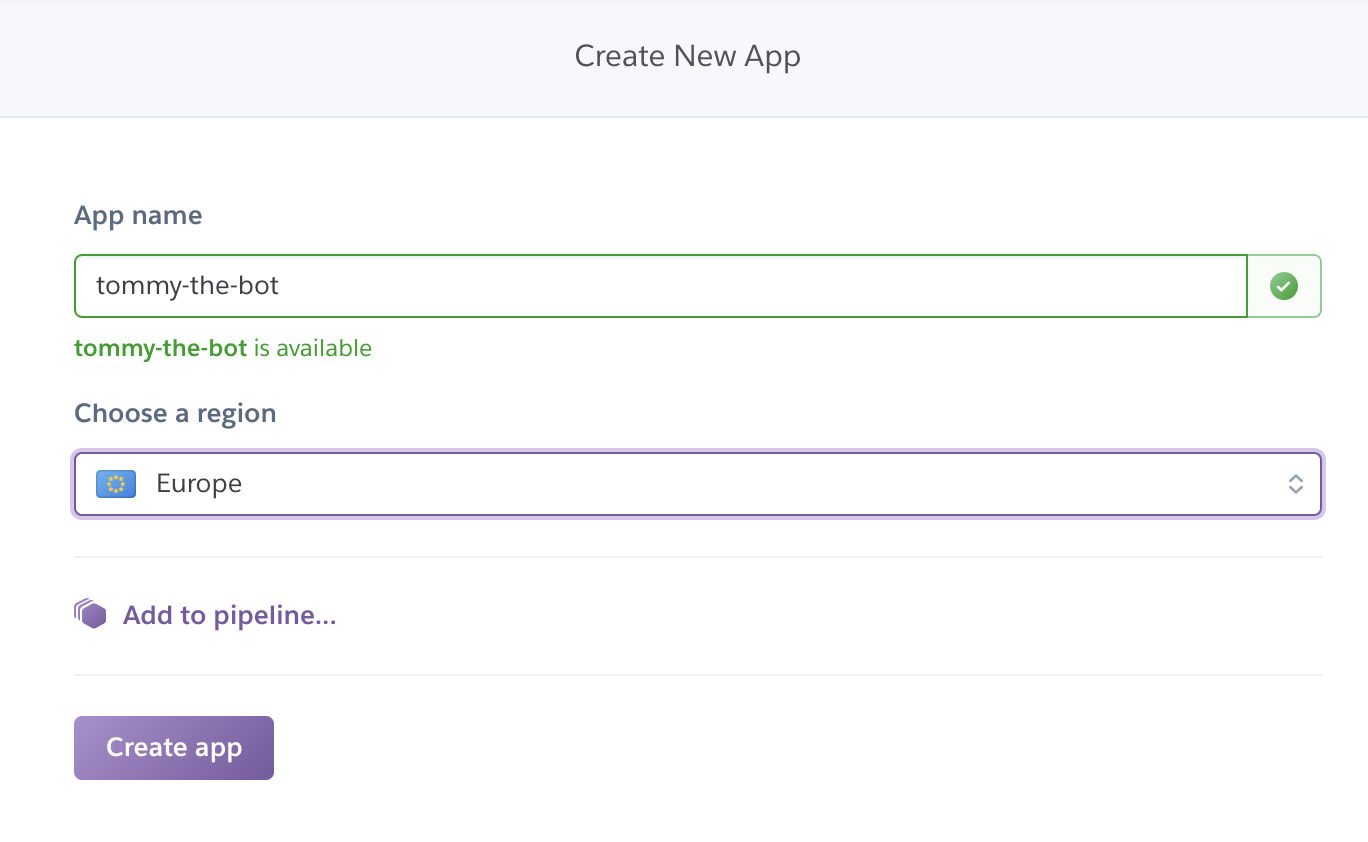 Create New App
App name
tommy-the-bot
tommy-the-bot is available
Choose a region
Europe
Add to pipeline...
Create app